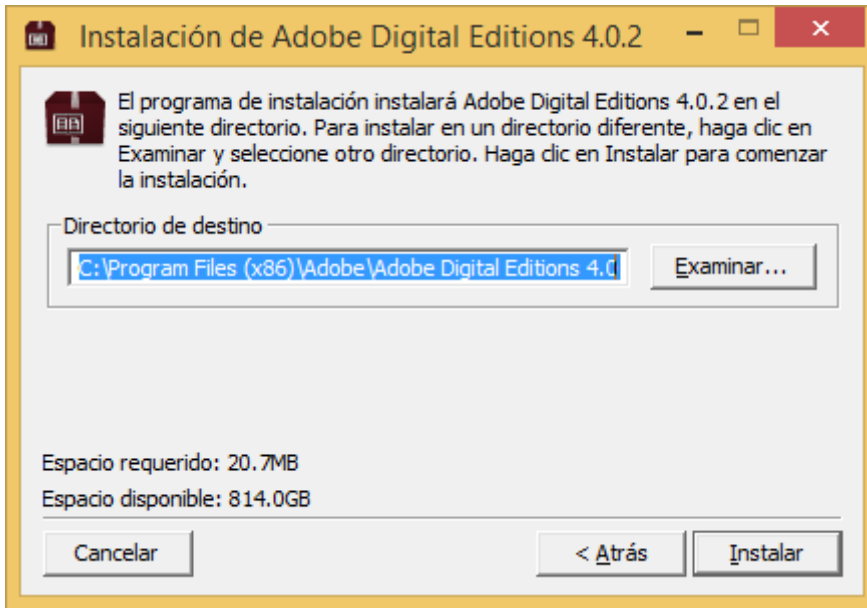 Instalación de Adobe Digital Editions 4.0.2
El programa de instalación instalará Adobe Digital Editions 4.0.2 en el
siguiente directorio. Para instalar en un directorio diferente, haga clic en
Examinar y seleccione otro directorio. Haga clic en Instalar para comenzar
la instalación.
Directorio de destino
C:\Program Files (x86)\Adobe\Adobe Digital Editions 4.0
Examinar...
Espacio requerido: 20.7MB
Espacio disponible: 814.0GB
Cancelar
< Atrás
Instalar